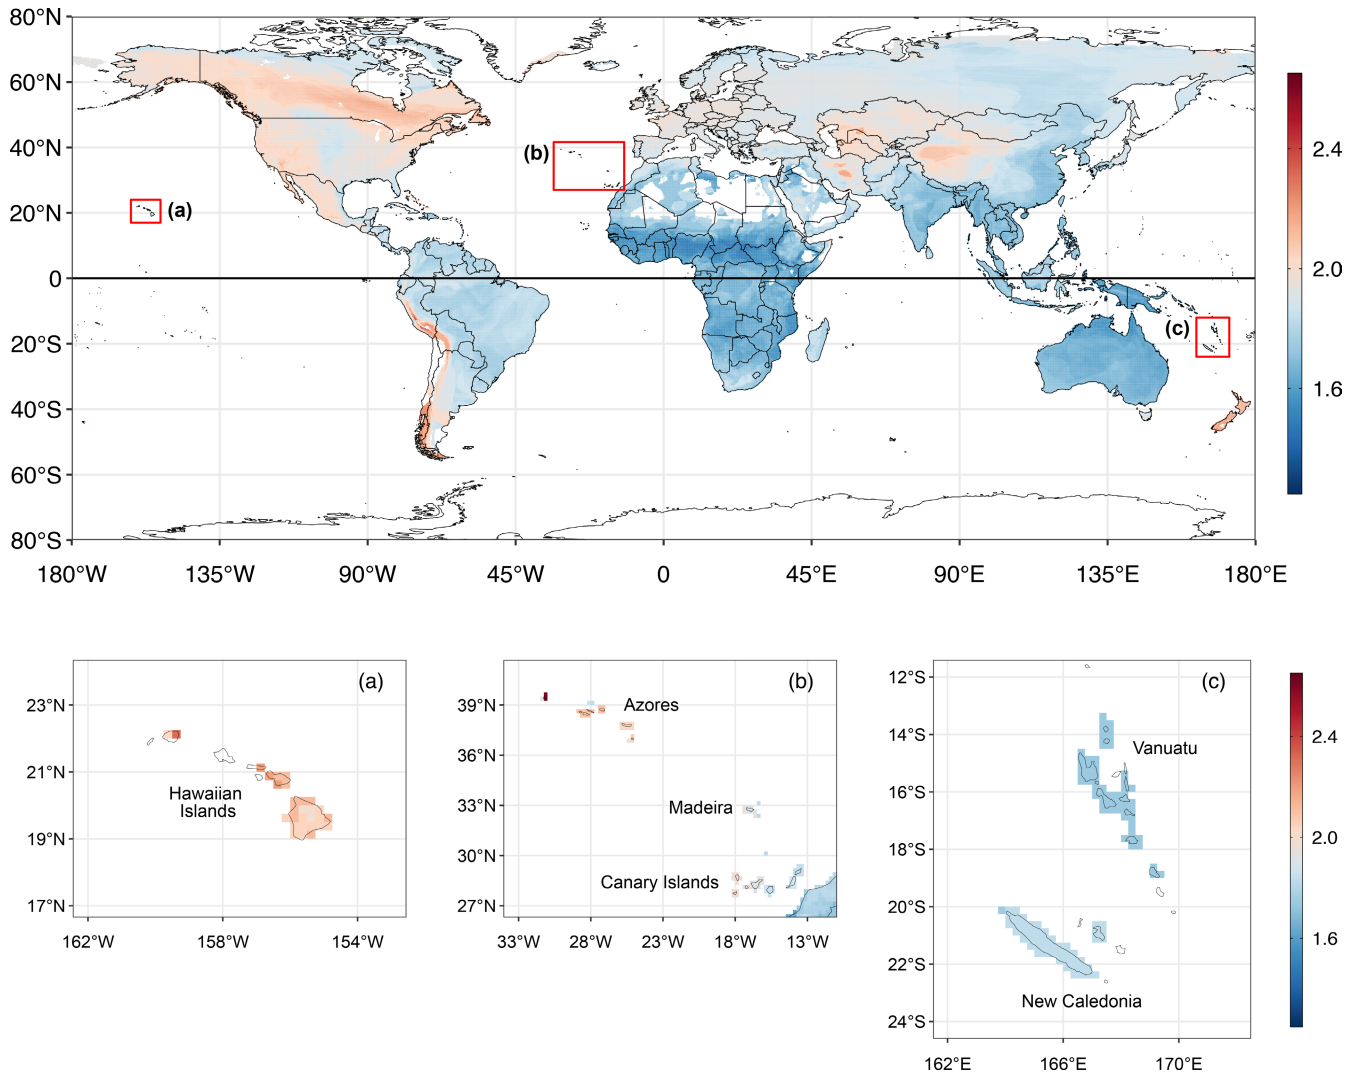 80°N
60°N
40°N
20°N
0
20°S
40°S
60°S
80°S
(a)
(b)
(c)
180°W
135°W
90°W
45°W
0
45°E
90°E
135°E
180°E
2.4
2.0
1.6
(a)
23°N
21°N
19°N
17°N
Hawaiian
Islands
162°W
158°W
154°W
(b)
39°N
36°N
33°N
30°N
27°N
Azores
Madeira
Canary Islands
33°W
28°W
23°W
18°W
13°W
(c)
12°S
14°S
16°S
18°S
20°S
22°S
24°S
Vanuatu
New Caledonia
162°E
166°E
170°E
2.4
2.0
1.6